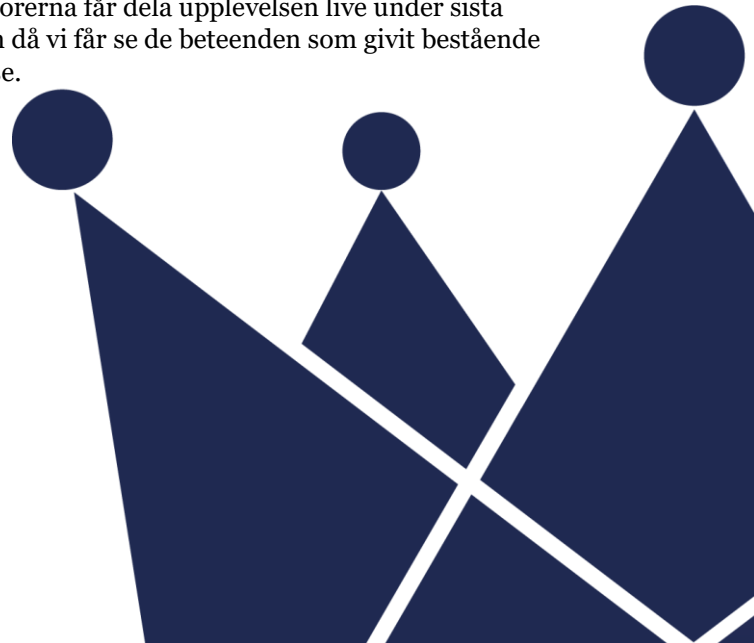 orerna får dela upplevelsen live under sista
då vi får se de beteenden som givit bestående
e.